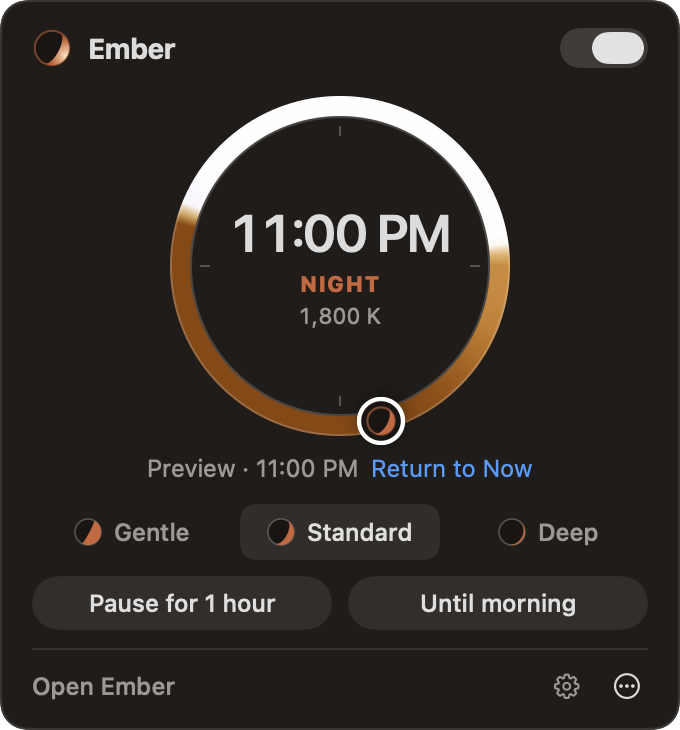 Ember
11:00 PM
NIGHT
1,800 K
Preview · 11:00 PM Return to Now
Gentle Standard Deep
Pause for 1 hour Until morning
Open Ember